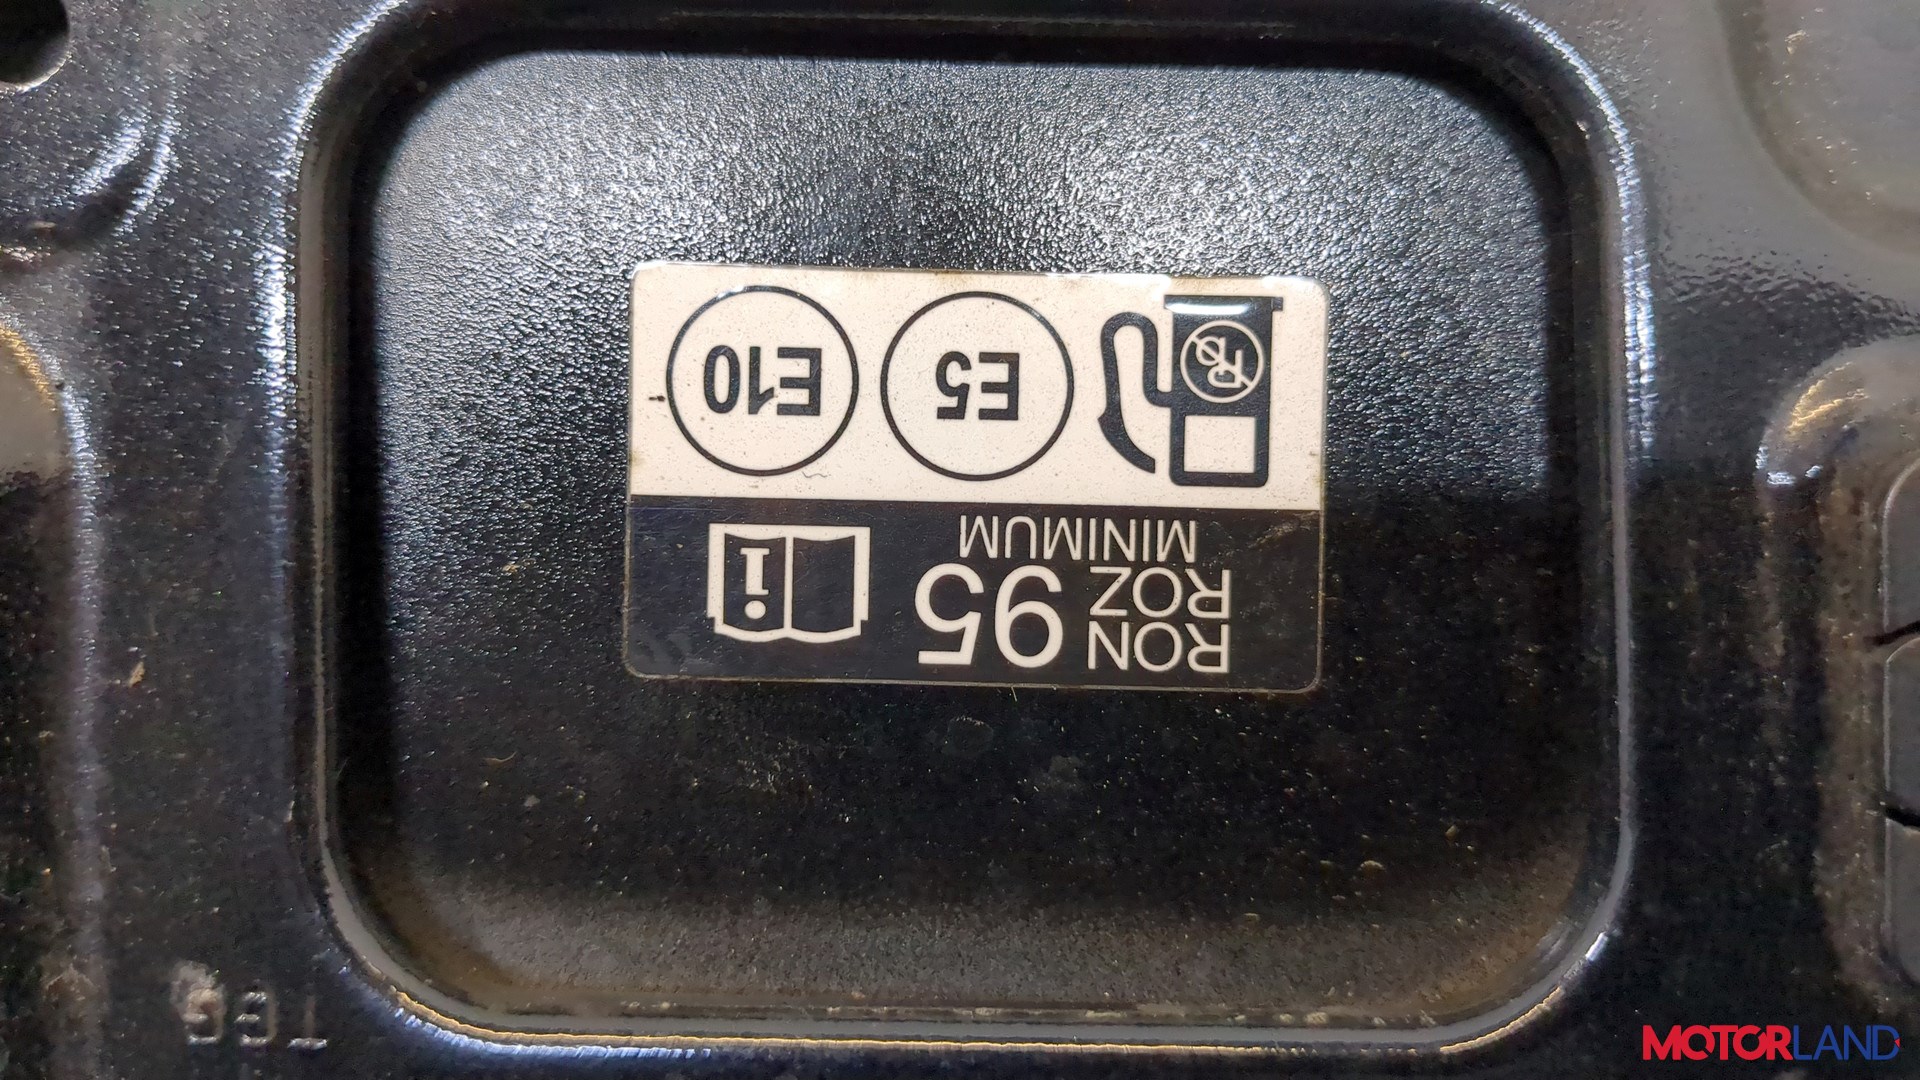 RON
ROZ 95
MINIMUM
i
Pb
E5
E10
MOTORLAND